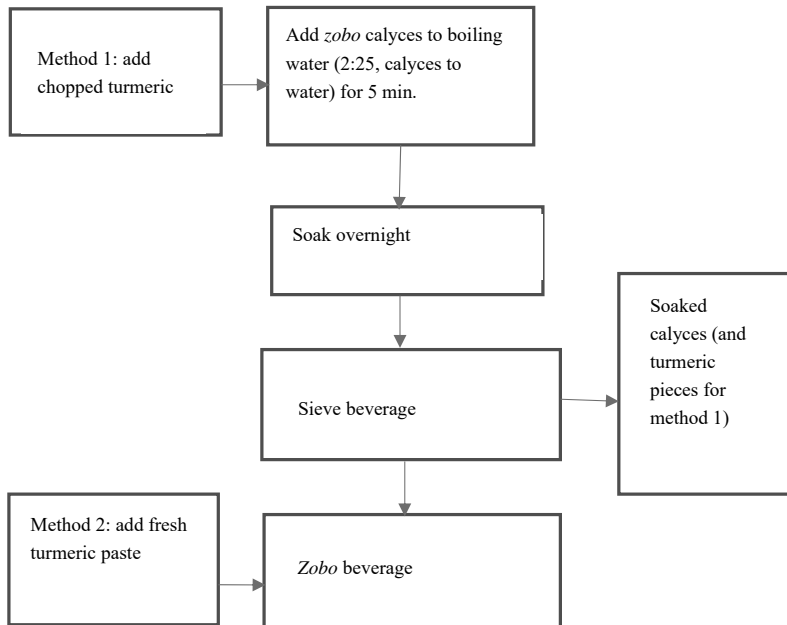 Method 1: add
chopped turmeric
Add zobo calyces to boiling
water (2:25, calyces to
water) for 5 min.
Soak overnight
Sieve beverage
Soaked
calyces (and
turmeric
pieces for
method 1)
Method 2: add fresh
turmeric paste
Zobo beverage